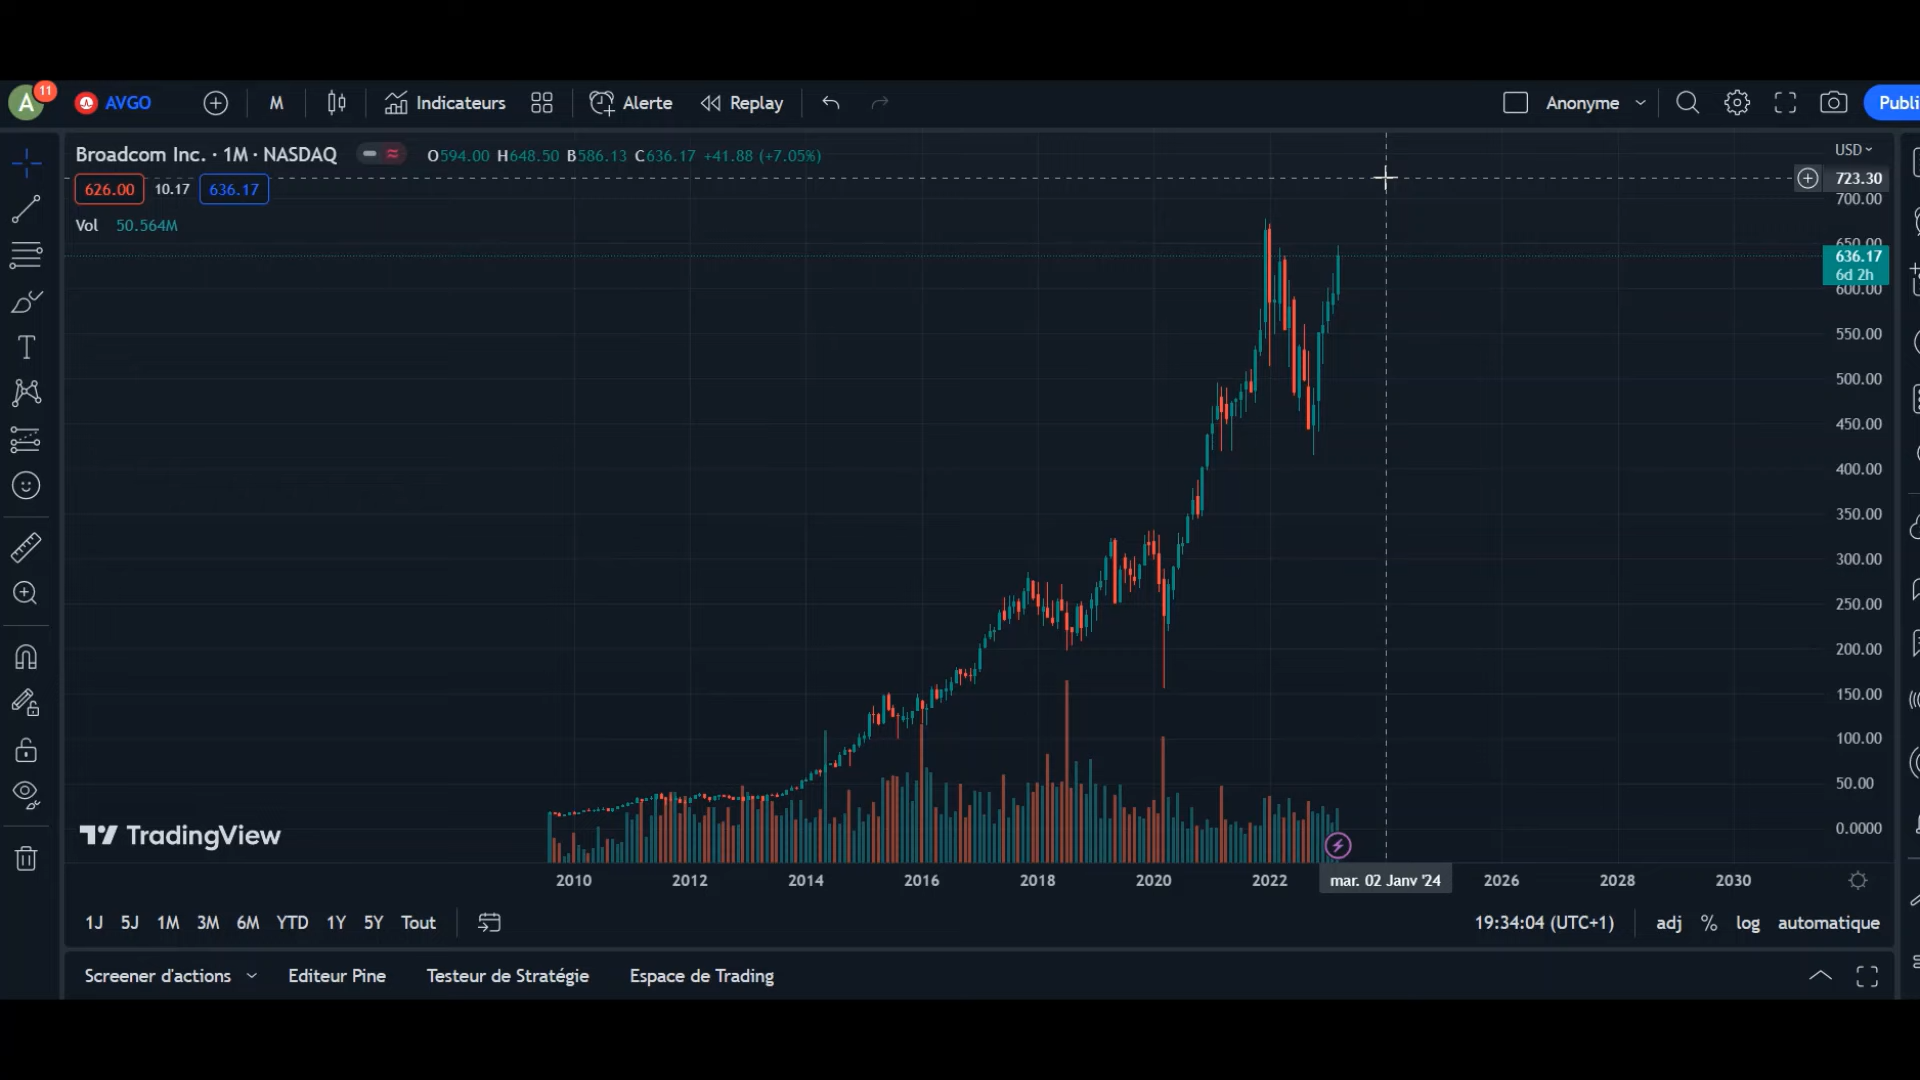 A 11 AVGO M Indicateurs Alerte Replay Anonyme Publi
Broadcom Inc. · 1M · NASDAQ O594.00 H648.50 B586.13 C636.17 +41.88 (+7.05%)
626.00 10.17 636.17
Vol 50.564M
USD
723.30
700.00
650.00
636.17
6d 2h
600.00
550.00
500.00
450.00
400.00
350.00
300.00
250.00
200.00
150.00
100.00
50.00
0.0000
TradingView
2010 2012 2014 2016 2018 2020 2022 mar. 02 Janv '24 2026 2028 2030
1J 5J 1M 3M 6M YTD 1Y 5Y Tout 19:34:04 (UTC+1) adj % log automatique
Screener d'actions Editeur Pine Testeur de Stratégie Espace de Trading